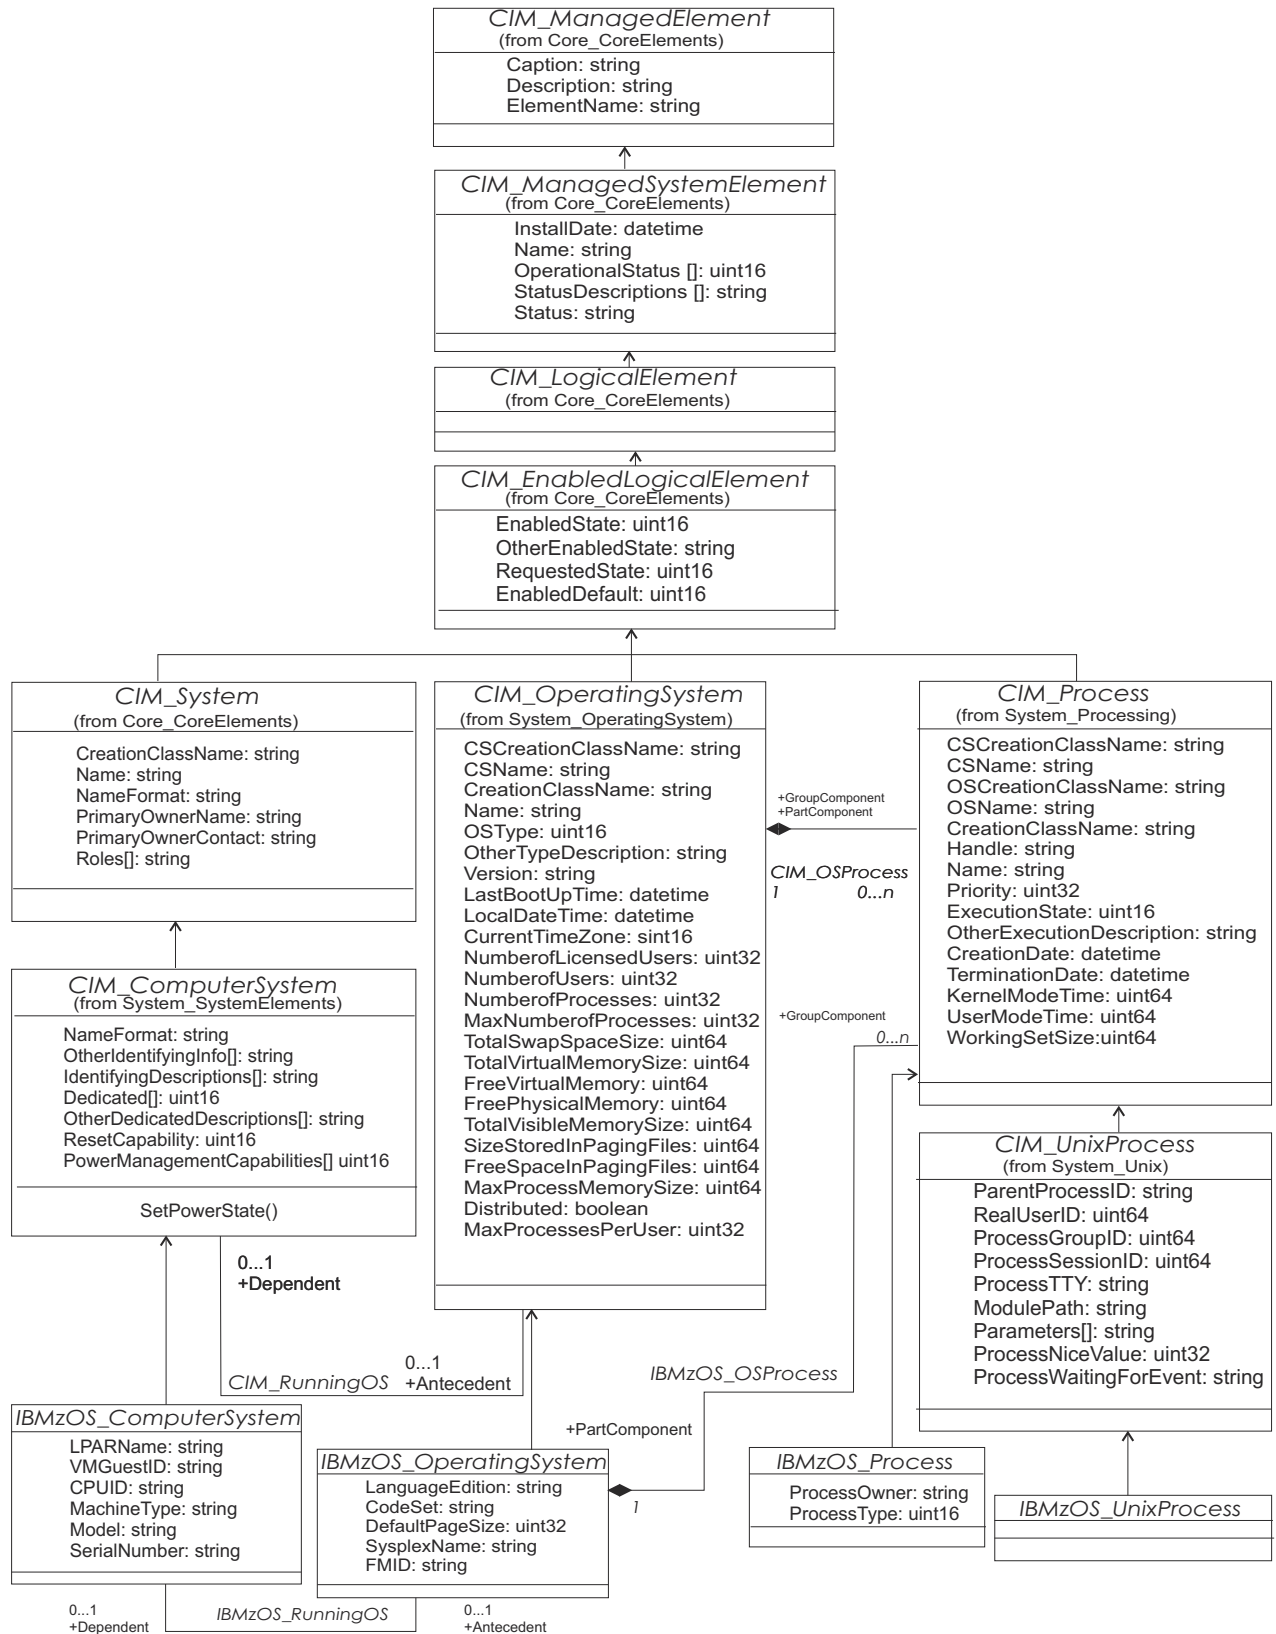 CIM_ManagedElement
(from Core_CoreElements)
Caption: string
Description: string
ElementName: string
CIM_ManagedSystemElement
(from Core_CoreElements)
InstallDate: datetime
Name: string
OperationalStatus []: uint16
StatusDescriptions []: string
Status: string
CIM_LogicalElement
(from Core_CoreElements)
CIM_EnabledLogicalElement
(from Core_CoreElements)
EnabledState: uint16
OtherEnabledState: string
RequestedState: uint16
EnabledDefault: uint16
CIM_System
(from Core_CoreElements)
CreationClassName: string
Name: string
NameFormat: string
PrimaryOwnerName: string
PrimaryOwnerContact: string
Roles[]: string
CIM_OperatingSystem
(from System_OperatingSystem)
CSCreationClassName: string
CSName: string
CreationClassName: string
Name: string
OSType: uint16
OtherTypeDescription: string
Version: string
LastBootUpTime: datetime
LocalDateTime: datetime
CurrentTimeZone: sint16
NumberofLicensedUsers: uint32
NumberofUsers: uint32
NumberofProcesses: uint32
MaxNumberofProcesses: uint32
TotalSwapSpaceSize: uint64
TotalVirtualMemorySize: uint64
FreeVirtualMemory: uint64
FreePhysicalMemory: uint64
TotalVisibleMemorySize: uint64
SizeStoredInPagingFiles: uint64
FreeSpaceInPagingFiles: uint64
MaxProcessMemorySize: uint64
Distributed: boolean
MaxProcessesPerUser: uint32
+GroupComponent
+PartComponent
CIM_OSProcess
1 0...n
+GroupComponent
0...n
CIM_Process
(from System_Processing)
CSCreationClassName: string
CSName: string
OSCreationClassName: string
OSName: string
CreationClassName: string
Handle: string
Name: string
Priority: uint32
ExecutionState: uint16
OtherExecutionDescription: string
CreationDate: datetime
TerminationDate: datetime
KernelModeTime: uint64
UserModeTime: uint64
WorkingSetSize:uint64
CIM_ComputerSystem
(from System_SystemElements)
NameFormat: string
OtherIdentifyingInfo[]: string
IdentifyingDescriptions[]: string
Dedicated[]: uint16
OtherDedicatedDescriptions[]: string
ResetCapability: uint16
PowerManagementCapabilities[] uint16
SetPowerState()
0...1
+Dependent
CIM_RunningOS
0...1
+Antecedent
CIM_UnixProcess
(from System_Unix)
ParentProcessID: string
RealUserID: uint64
ProcessGroupID: uint64
ProcessSessionID: uint64
ProcessTTY: string
ModulePath: string
Parameters[]: string
ProcessNiceValue: uint32
ProcessWaitingForEvent: string
IBMzOS_OSProcess
+PartComponent
1
IBMzOS_ComputerSystem
LPARName: string
VMGuestID: string
CPUID: string
MachineType: string
Model: string
SerialNumber: string
IBMzOS_OperatingSystem
LanguageEdition: string
CodeSet: string
DefaultPageSize: uint32
SysplexName: string
FMID: string
IBMzOS_Process
ProcessOwner: string
ProcessType: uint16
IBMzOS_UnixProcess
0...1
+Dependent
IBMzOS_RunningOS
0...1
+Antecedent